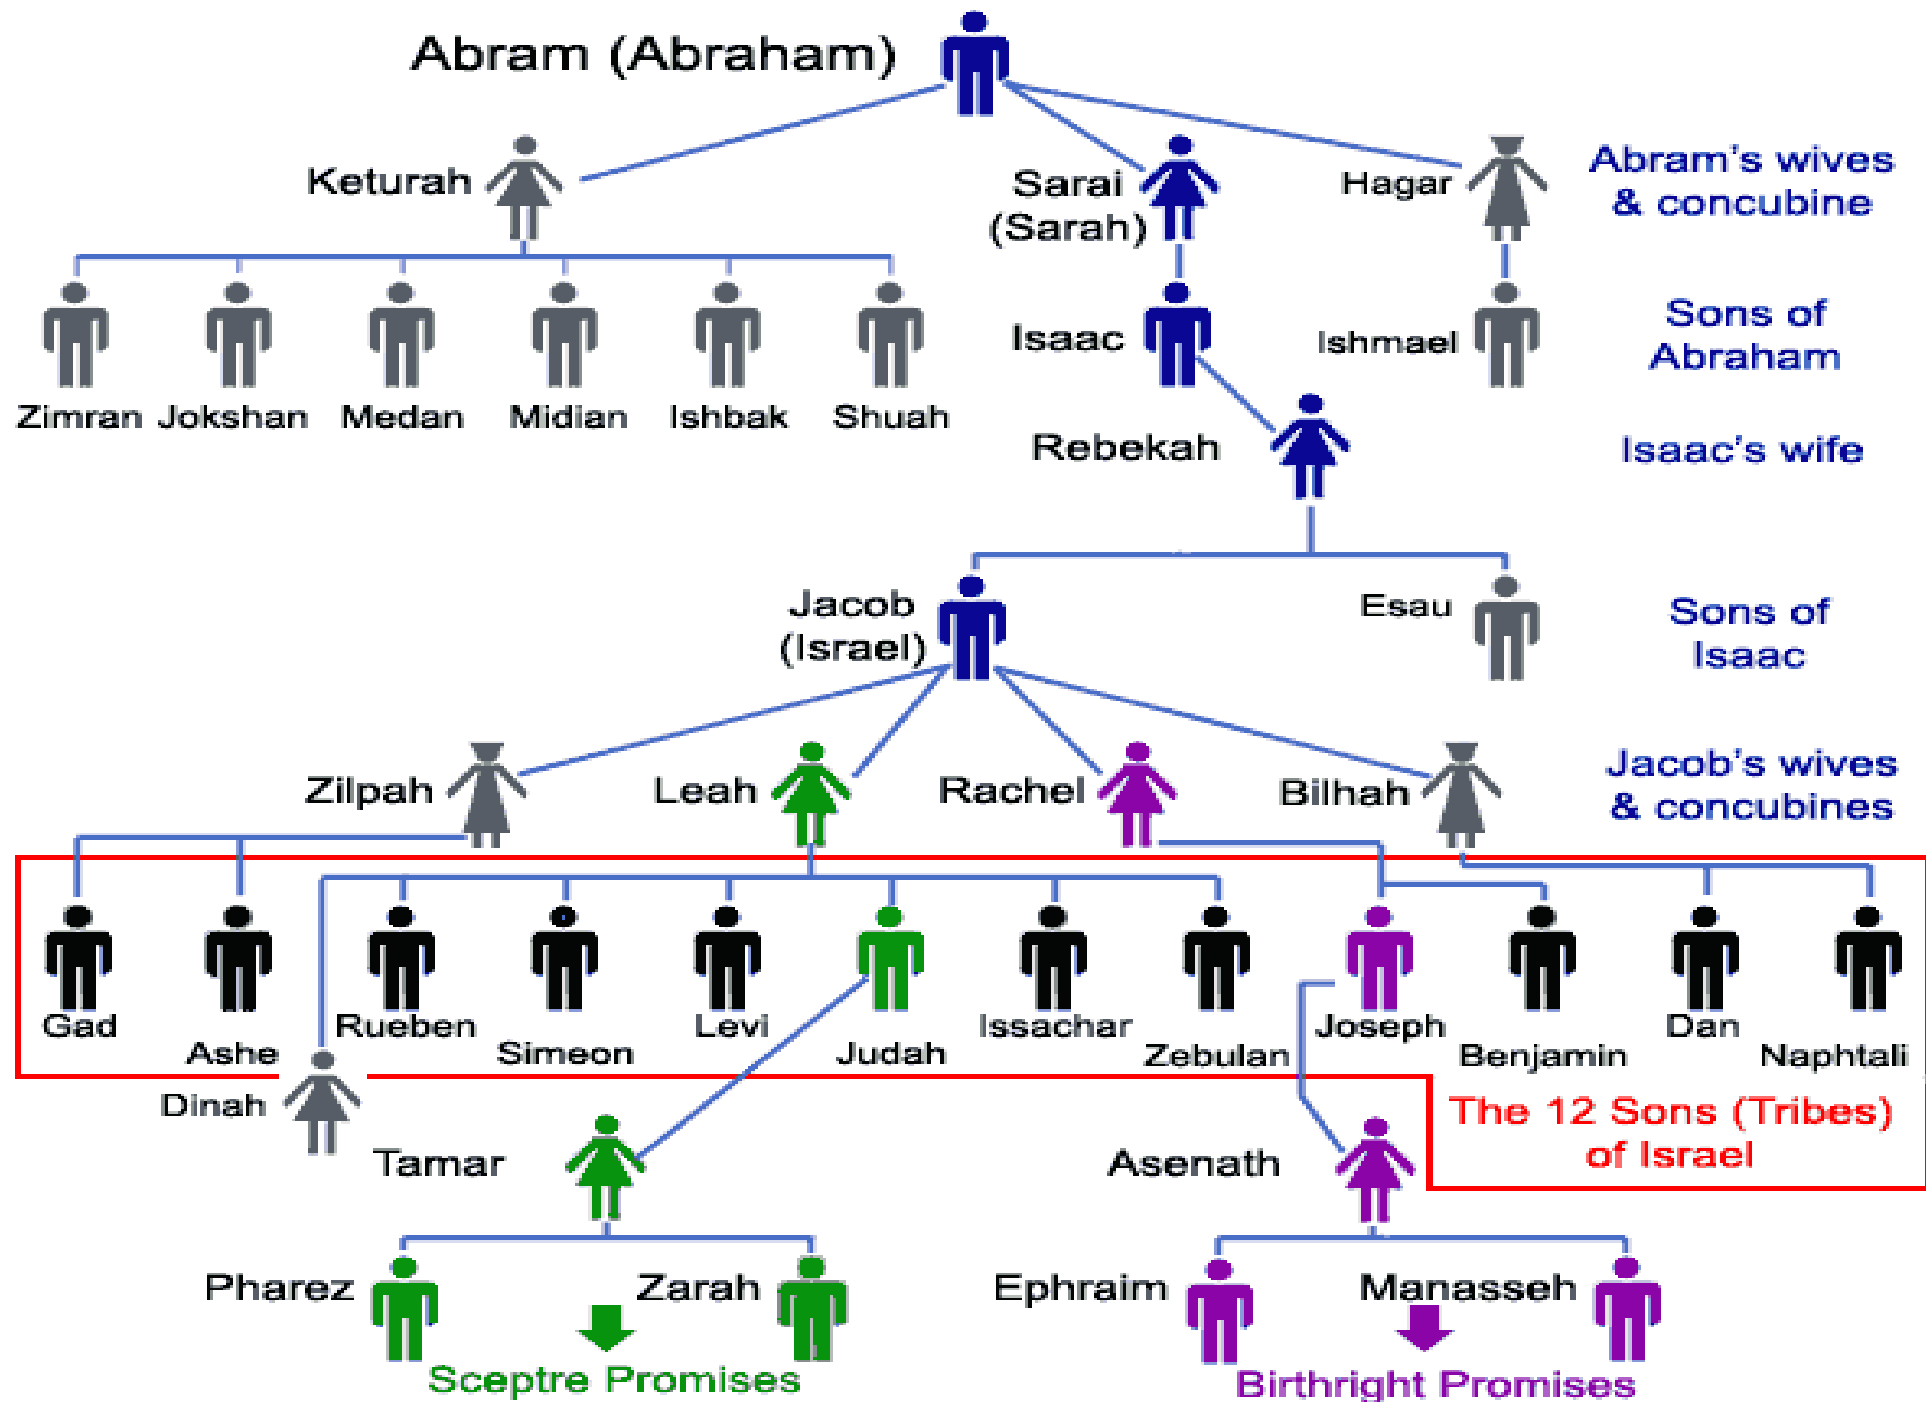 Abram (Abraham)
Keturah
Sarai
(Sarah)
Hagar
Abram's wives
& concubine
Zimran Jokshan Medan Midian Ishbak Shuah
Isaac
Ishmael
Sons of
Abraham
Rebekah
Isaac's wife
Jacob
(Israel)
Esau
Sons of
Isaac
Zilpah
Leah
Rachel
Bilhah
Jacob's wives
& concubines
Gad
Ashe
Rueben
Simeon
Levi
Judah
Issachar
Zebulan
Joseph
Benjamin
Dan
Naphtali
Dinah
The 12 Sons (Tribes)
of Israel
Tamar
Asenath
Pharez
Zarah
Ephraim
Manasseh
Sceptre Promises
Birthright Promises